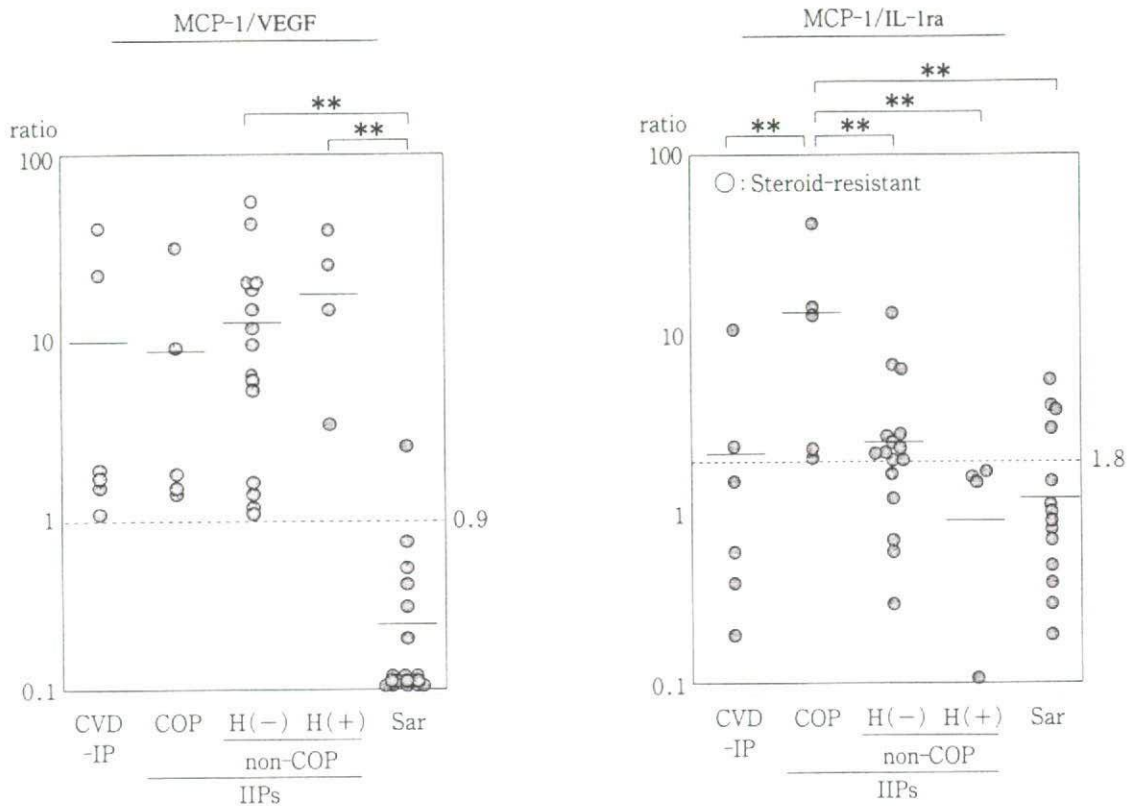 MCP-1/VEGF
**
**
ratio
100
10
1
0.1
0.9
CVD
-IP
COP
H(−)
H(+)
Sar
non-COP
IIPs
MCP-1/IL-1ra
**
**
** **
ratio
100
○: Steroid-resistant
10
1
0.1
1.8
CVD
-IP
COP
H(−)
H(+)
Sar
non-COP
IIPs